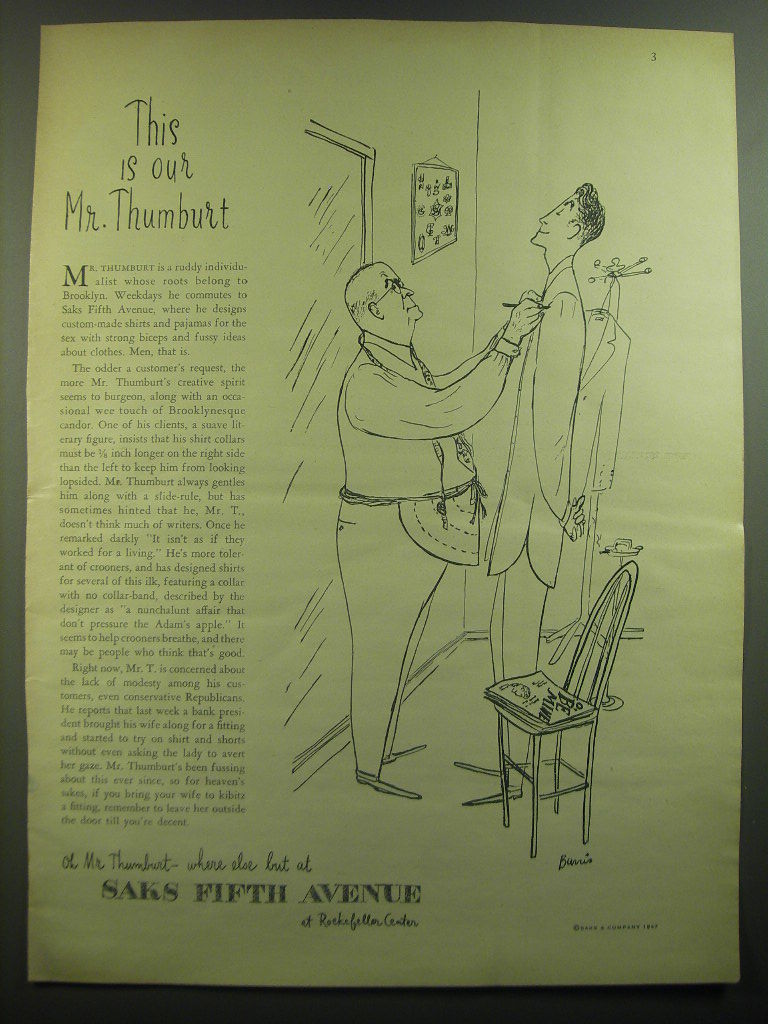 3
This
is our
Mr. Thumburt
MR. THUMBURT is a ruddy individu-
alist whose roots belong to
Brooklyn. Weekdays he commutes to
Saks Fifth Avenue, where he designs
custom-made shirts and pajamas for the
sex with strong biceps and fussy ideas
about clothes. Men, that is.
The odder a customer's request, the
more Mr. Thumburt's creative spirit
seems to burgeon, along with an occa-
sional wee touch of Brooklynesque
candor. One of his clients, a suave lit-
erary figure, insists that his shirt collars
must be ⅜ inch longer on the right side
than the left to keep him from looking
lopsided. Mr. Thumburt always gentles
him along with a slide-rule, but has
sometimes hinted that he, Mr. T.,
doesn't think much of writers. Once he
remarked darkly "It isn't as if they
worked for a living." He's more toler-
ant of crooners, and has designed shirts
for several of this ilk, featuring a collar
with no collar-band, described by the
designer as "a nunchalunt affair that
don't pressure the Adam's apple." It
seems to help crooners breathe, and there
may be people who think that's good.
Right now, Mr. T. is concerned about
the lack of modesty among his cus-
tomers, even conservative Republicans.
He reports that last week a bank presi-
dent brought his wife along for a fitting
and started to try on shirt and shorts
without even asking the lady to avert
her gaze. Mr. Thumburt's been fussing
about this ever since, so for heaven's
sakes, if you bring your wife to kibitz
a fitting, remember to leave her outside
the door till you're decent.
BE
MINE
Burris
Oh Mr Thumburt— where else but at
SAKS FIFTH AVENUE
at Rockefeller Center
©SAKS & COMPANY 1947